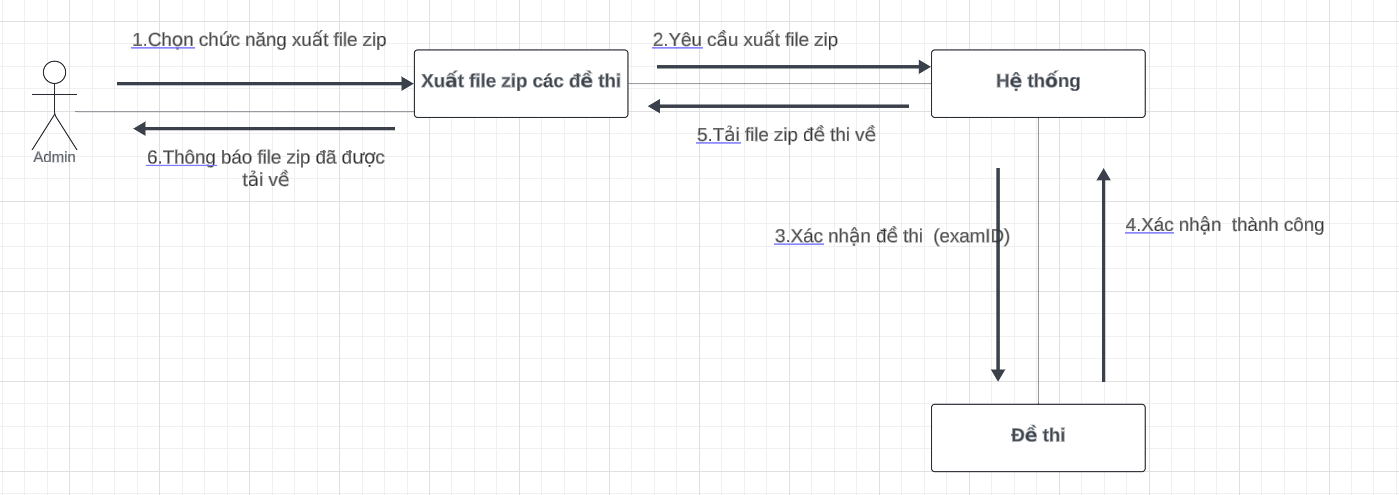 1.Chọn chức năng xuất file zip
2.Yêu cầu xuất file zip
Xuất file zip các đề thi
Hệ thống
5.Tải file zip đề thi về
Admin
6.Thông báo file zip đã được
tải về
3.Xác nhận đề thi (examID)
4.Xác nhận thành công
Đề thi